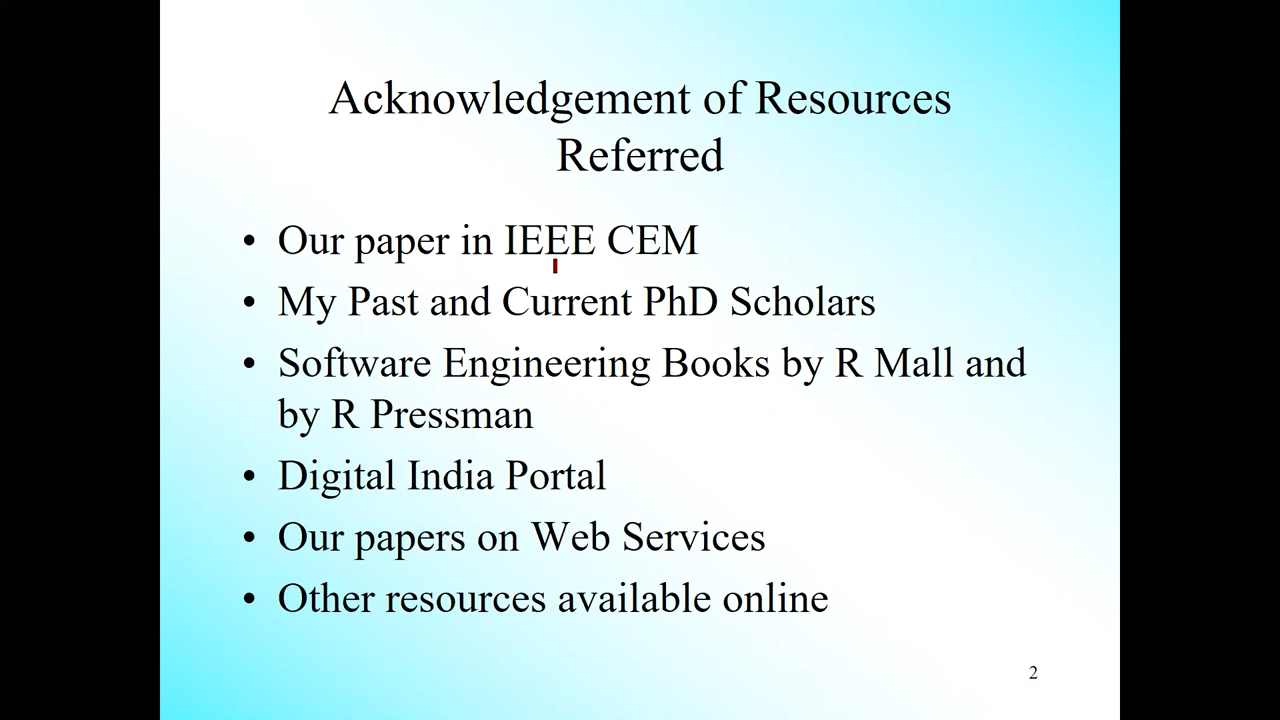 Acknowledgement of Resources
Referred
• Our paper in IEEE CEM
• My Past and Current PhD Scholars
• Software Engineering Books by R Mall and
by R Pressman
• Digital India Portal
• Our papers on Web Services
• Other resources available online
2